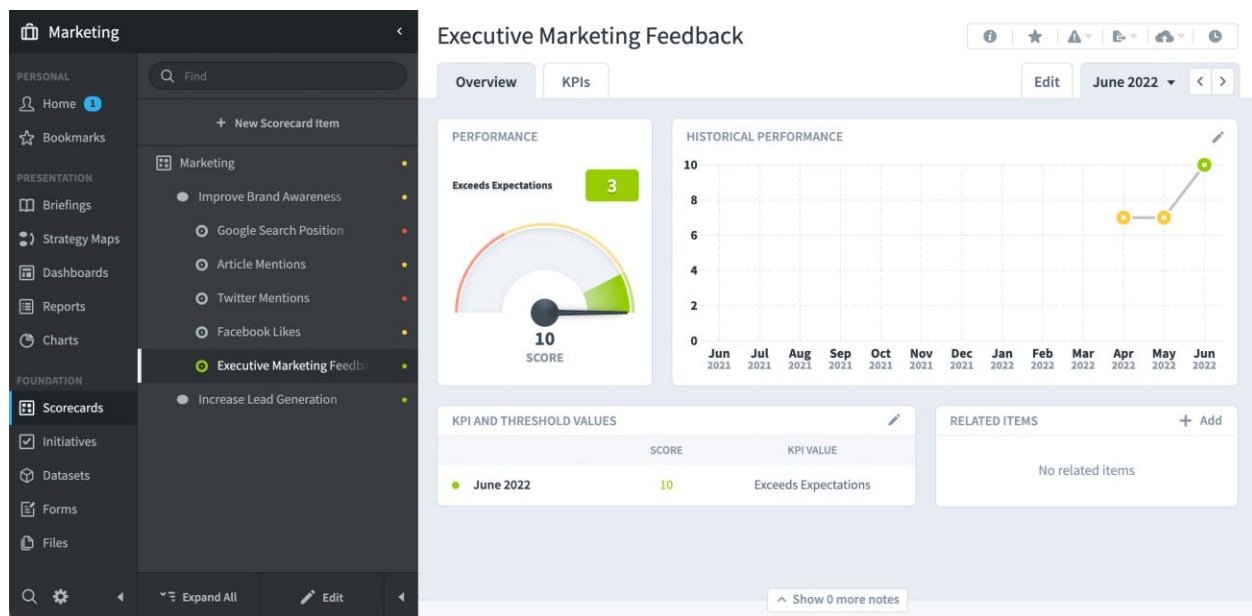 Marketing
PERSONAL
Home 1
Bookmarks
PRESENTATION
Briefings
Strategy Maps
Dashboards
Reports
Charts
FOUNDATION
Scorecards
Initiatives
Datasets
Forms
Files
Find
+ New Scorecard Item
Marketing
Improve Brand Awareness
Google Search Position
Article Mentions
Twitter Mentions
Facebook Likes
Executive Marketing Feedba
Increase Lead Generation
Expand All
Edit
Executive Marketing Feedback
Overview
KPIs
Edit
June 2022
PERFORMANCE
Exceeds Expectations 3
10
SCORE
HISTORICAL PERFORMANCE
10
8
6
4
2
0
Jun Jul Aug Sep Oct Nov Dec Jan Feb Mar Apr May Jun
2021 2021 2021 2021 2021 2021 2021 2022 2022 2022 2022 2022 2022
KPI AND THRESHOLD VALUES
SCORE KPI VALUE
June 2022 10 Exceeds Expectations
RELATED ITEMS
+ Add
No related items
Show 0 more notes